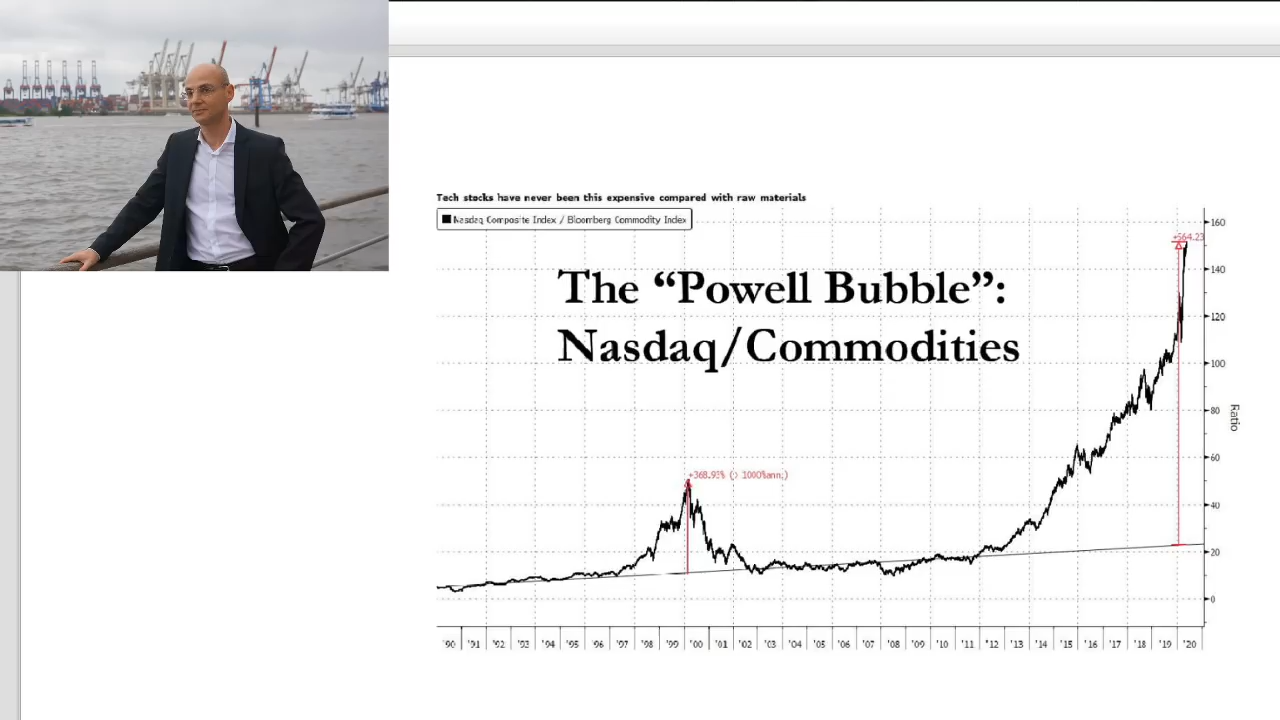 Tech stocks have never been this expensive compared with raw materials
Nasdaq Composite Index / Bloomberg Commodity Index
The “Powell Bubble”:
Nasdaq/Commodities
+564.23
160
140
120
100
80
60
40
20
0
Ratio
+368.93% (> 1000%ann.)
'90 '91 '92 '93 '94 '95 '96 '97 '98 '99 '00 '01 '02 '03 '04 '05 '06 '07 '08 '09 '10 '11 '12 '13 '14 '15 '16 '17 '18 '19 '20